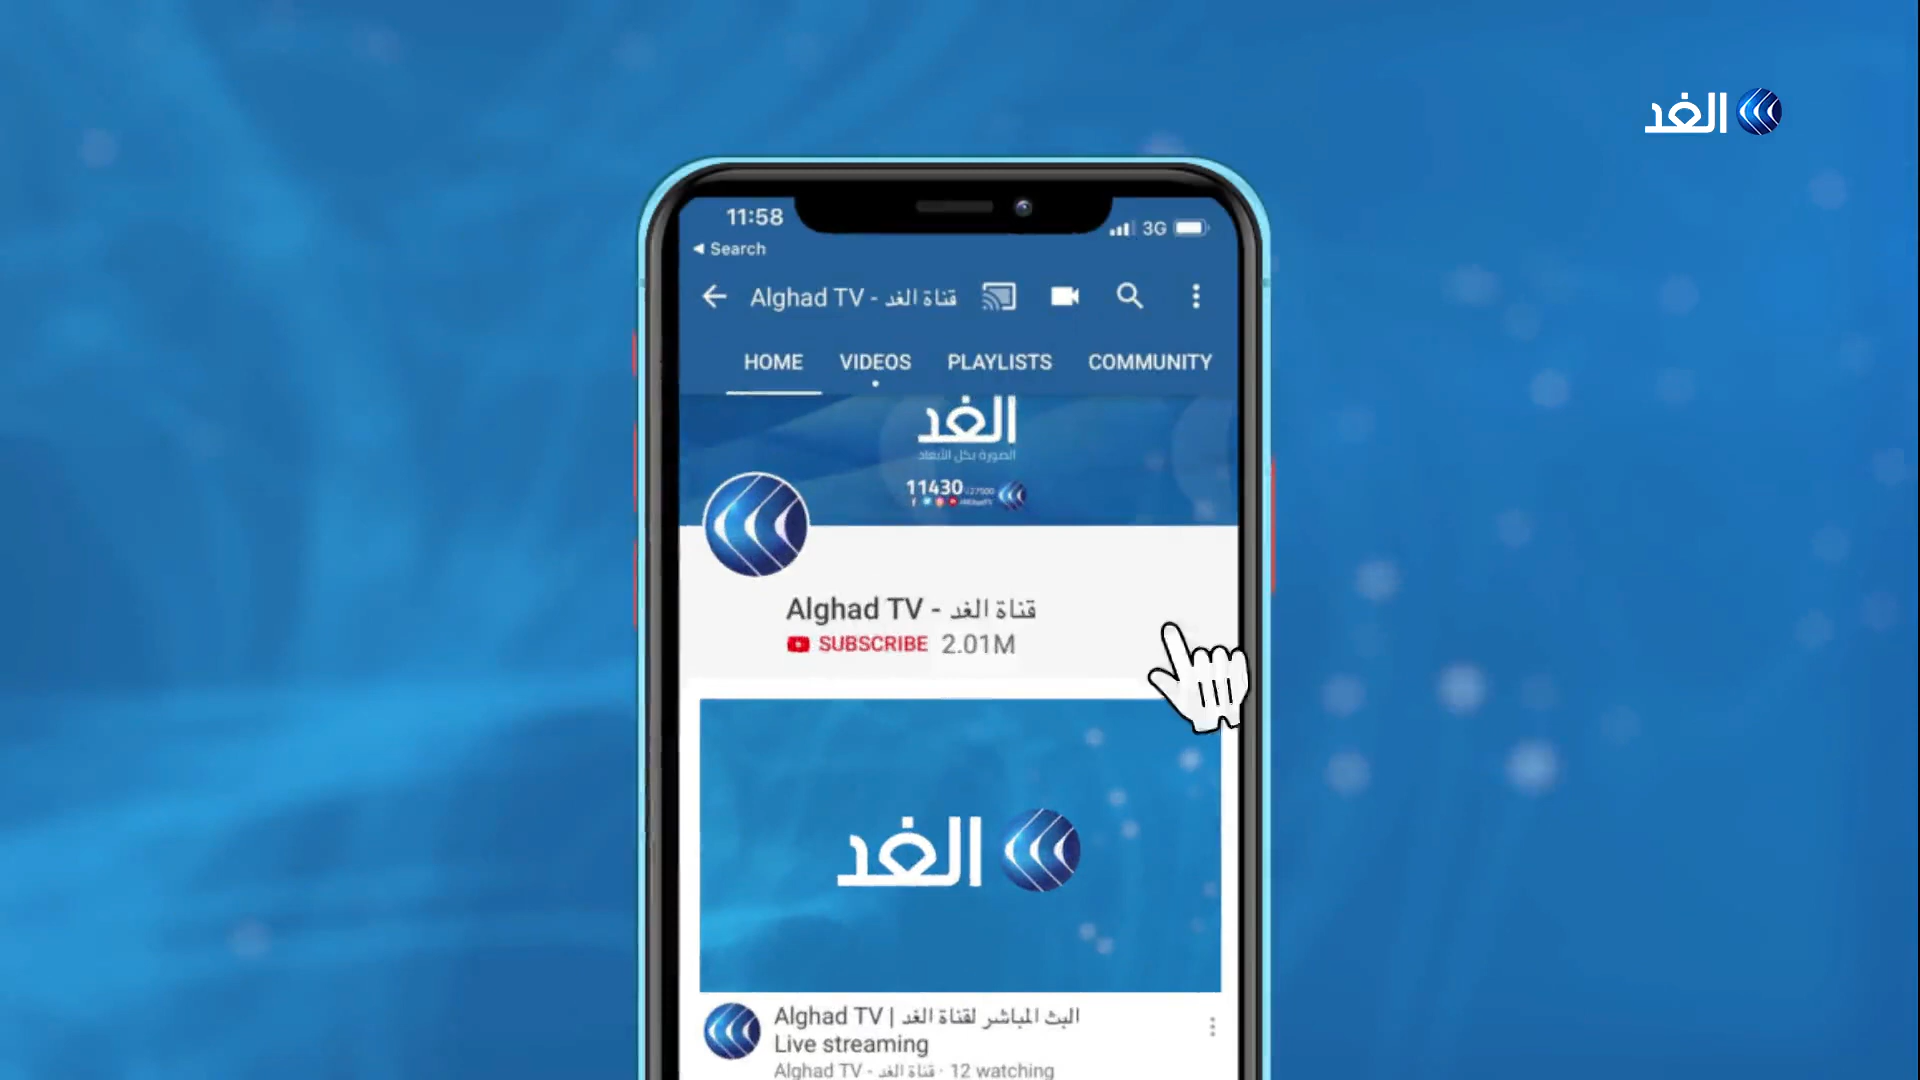 الغد
11:58
3G
Search
Alghad TV - قناة الغد
HOME VIDEOS PLAYLISTS COMMUNITY
الغد
الصورة بكل الأبعاد
11430
Alghad TV - قناة الغد
SUBSCRIBE 2.01M
الغد
Alghad TV | البث المباشر لقناة الغد
Live streaming
Alghad TV - قناة الغد · 12 watching